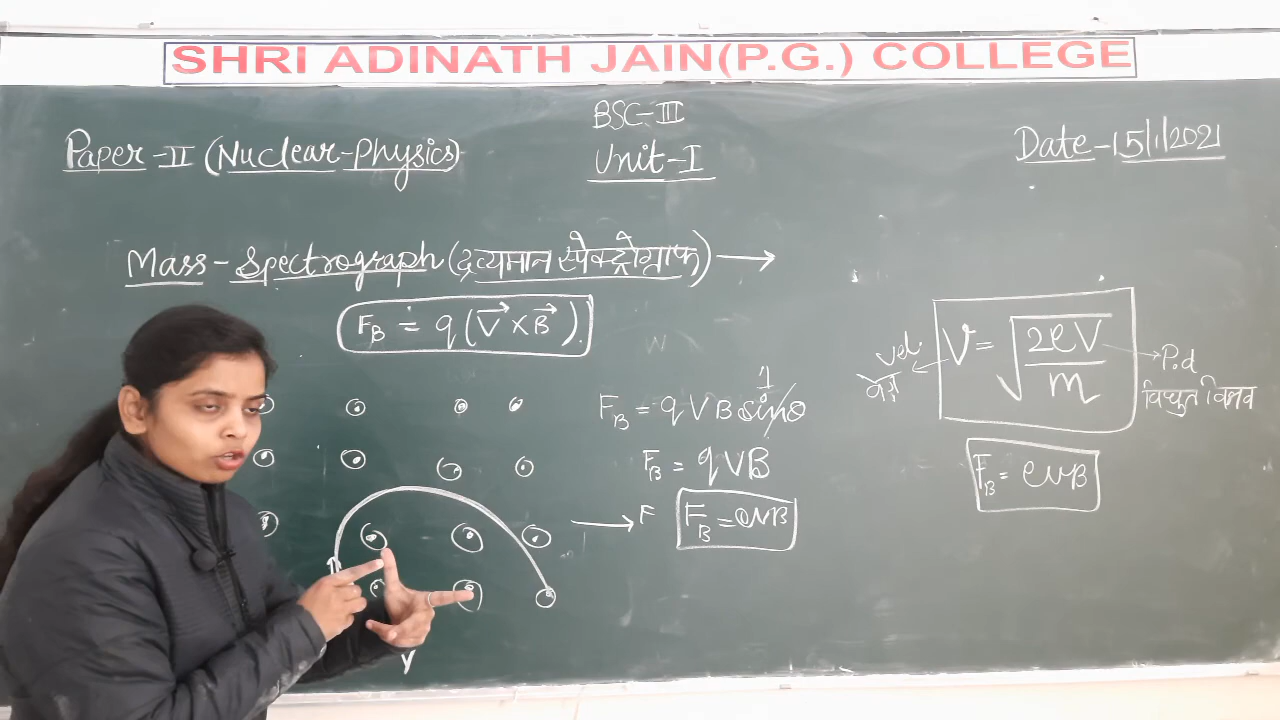 SHRI ADINATH JAIN(P.G.) COLLEGE
BSC-III
Paper-II (Nuclear-Physics)
Unit-I
Date-15/1/2021
Mass-Spectrograph (द्रव्यमान स्पेक्ट्रोग्राफ) →
F_B = q(V⃗ × B⃗).
vel. ← V = √(2eV/m) → P.d
विद्युत विभव
F_B = qVB sinθ 1
F_B = qVB
F_B = evB
→ F F_B = evB
y